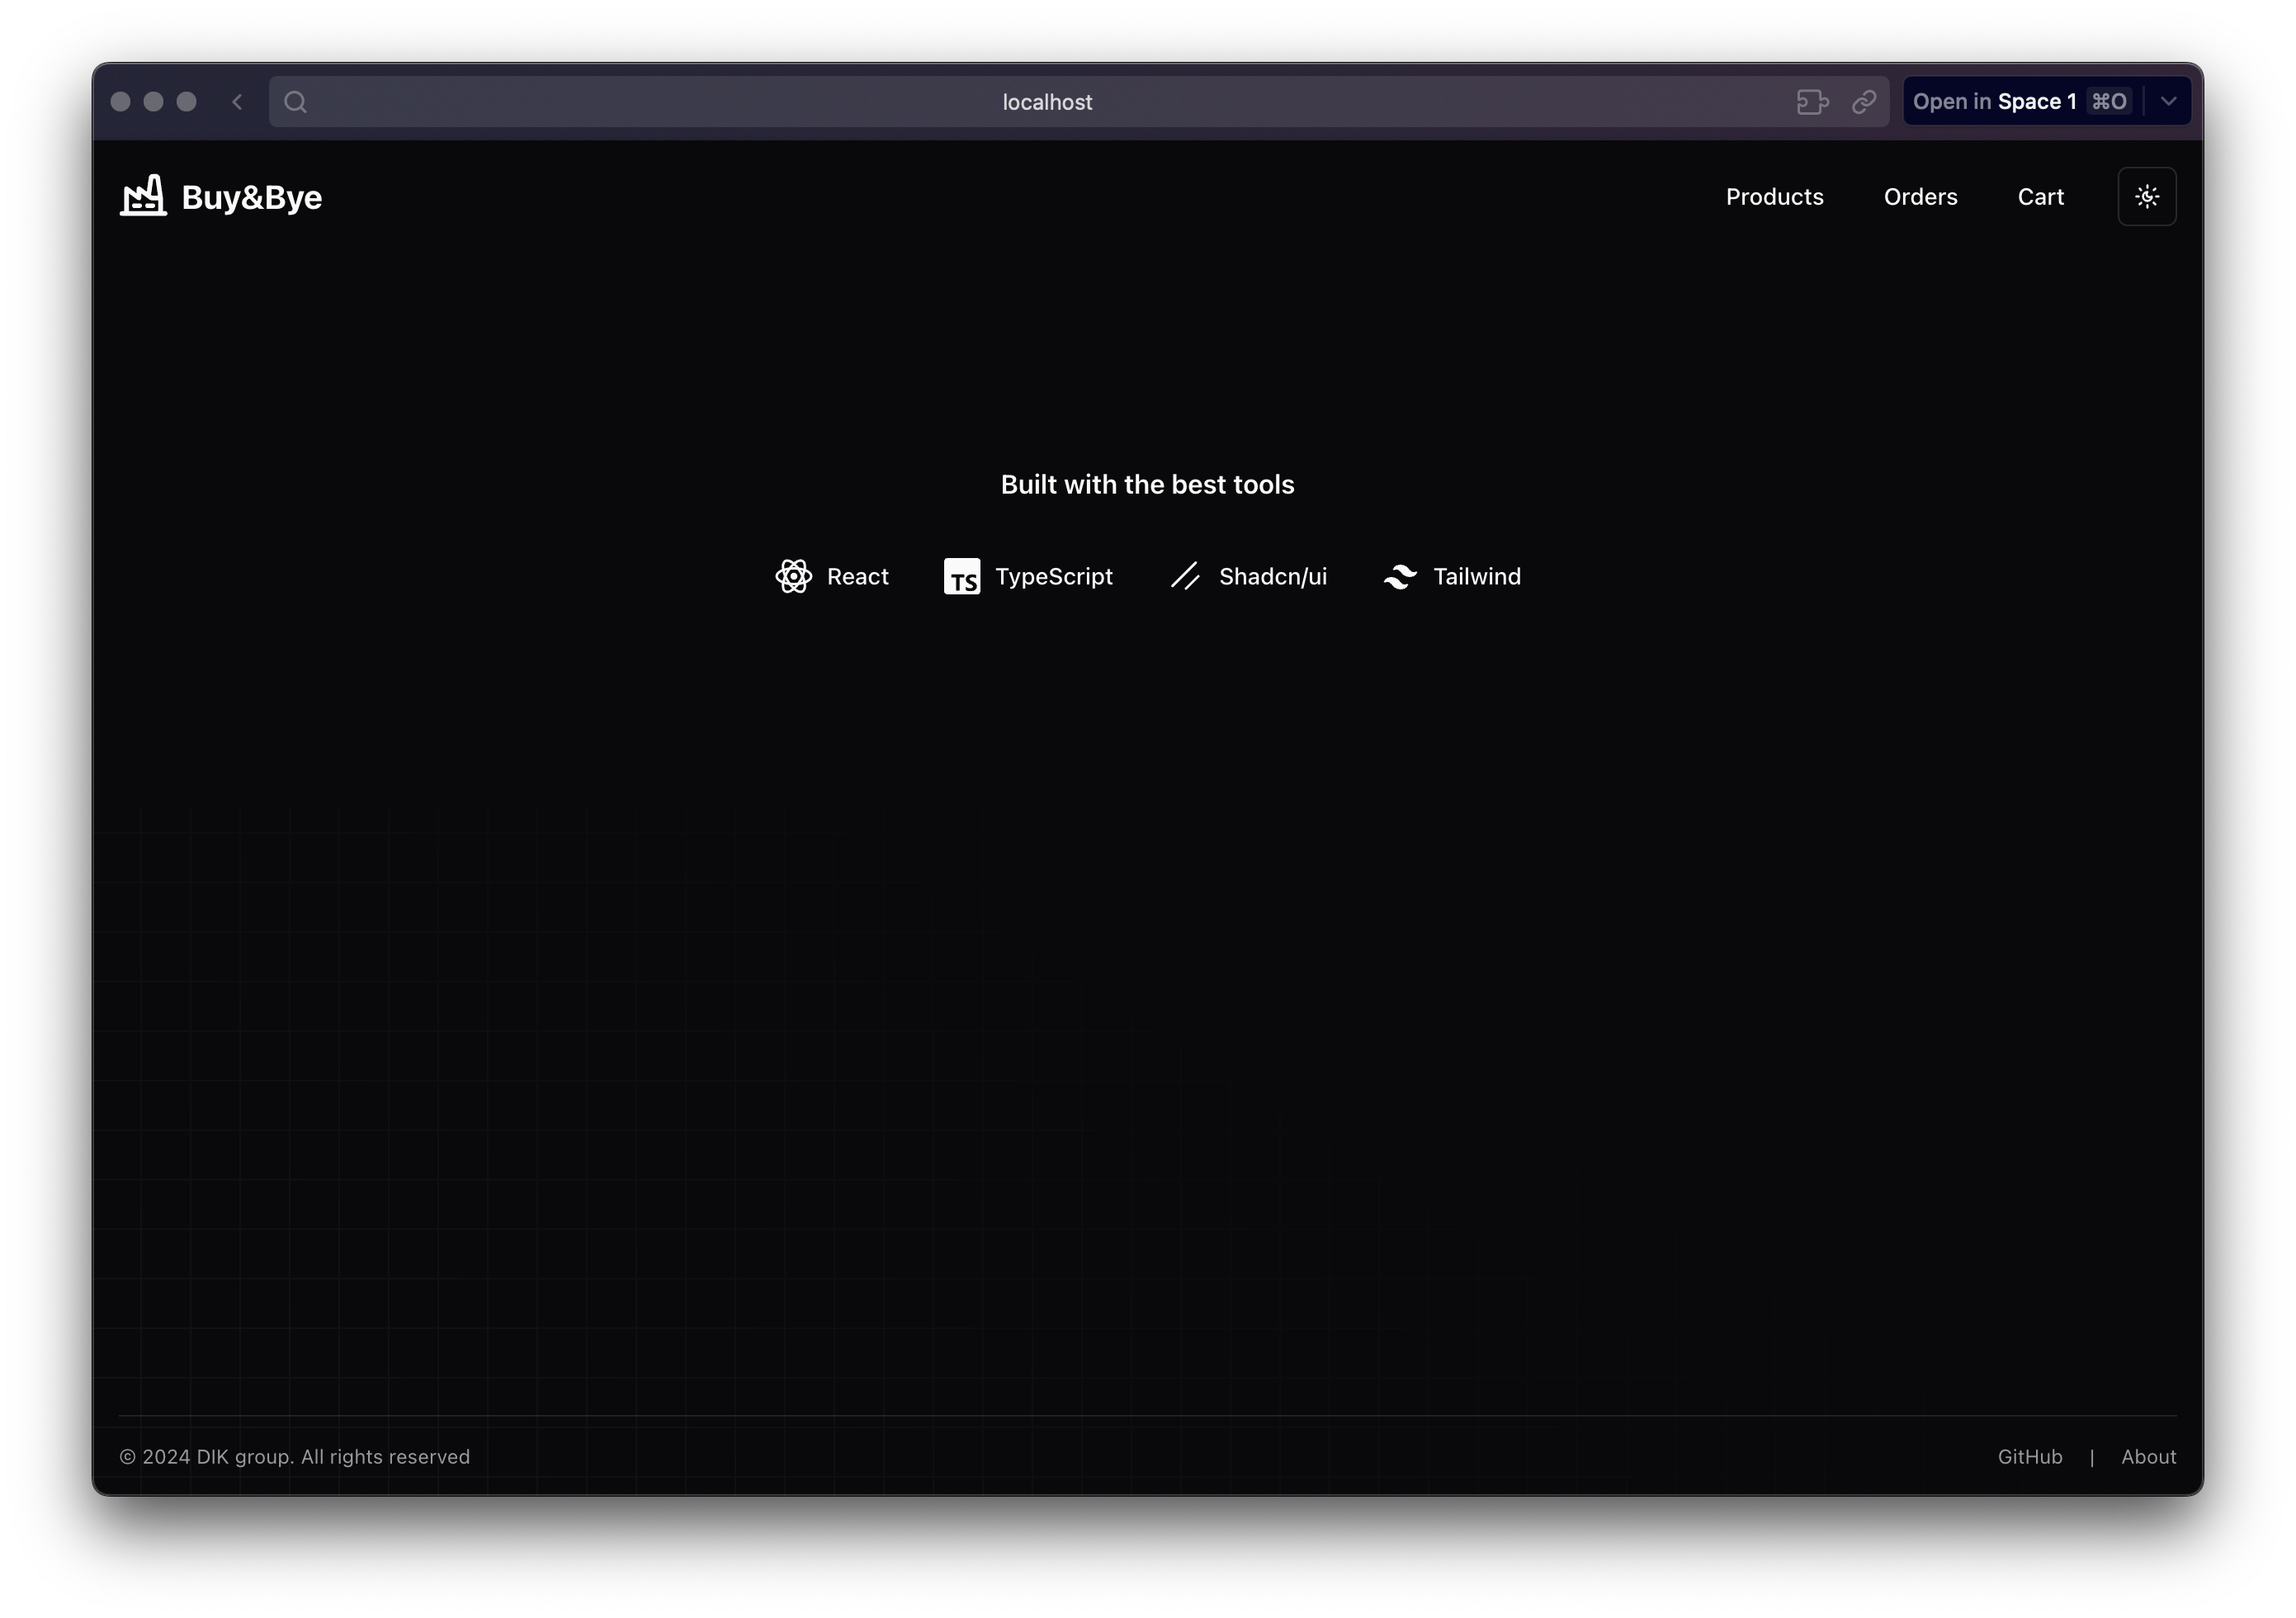 localhost
Open in Space 1 ⌘O
Buy&Bye
Products Orders Cart
Built with the best tools
React TS TypeScript Shadcn/ui Tailwind
© 2024 DIK group. All rights reserved
GitHub | About